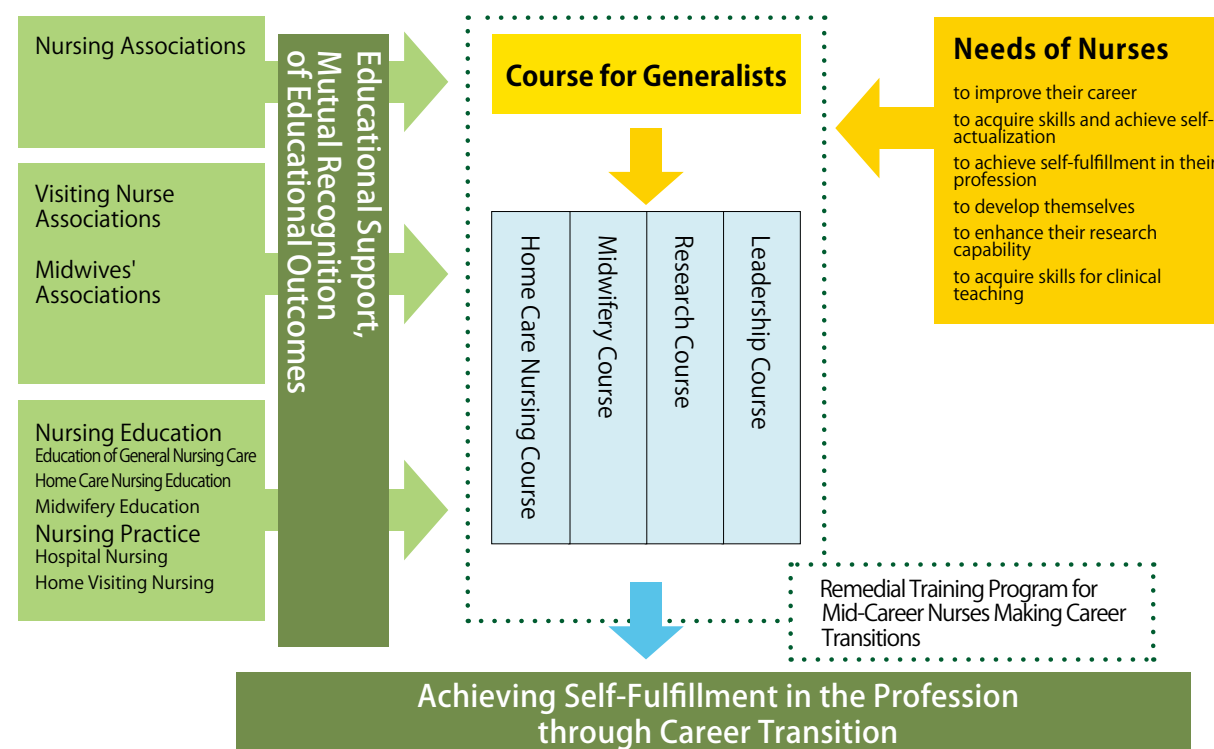 Nursing Associations
Visiting Nurse
Associations
Midwives'
Associations
Nursing Education
Education of General Nursing Care
Home Care Nursing Education
Midwifery Education
Nursing Practice
Hospital Nursing
Home Visiting Nursing
Educational Support,
Mutual Recognition
of Educational Outcomes
Course for Generalists
Home Care Nursing Course
Midwifery Course
Research Course
Leadership Course
Needs of Nurses
to improve their career
to acquire skills and achieve self-
actualization
to achieve self-fulfillment in their
profession
to develop themselves
to enhance their research
capability
to acquire skills for clinical
teaching
Remedial Training Program for
Mid-Career Nurses Making Career
Transitions
Achieving Self-Fulfillment in the Profession
through Career Transition